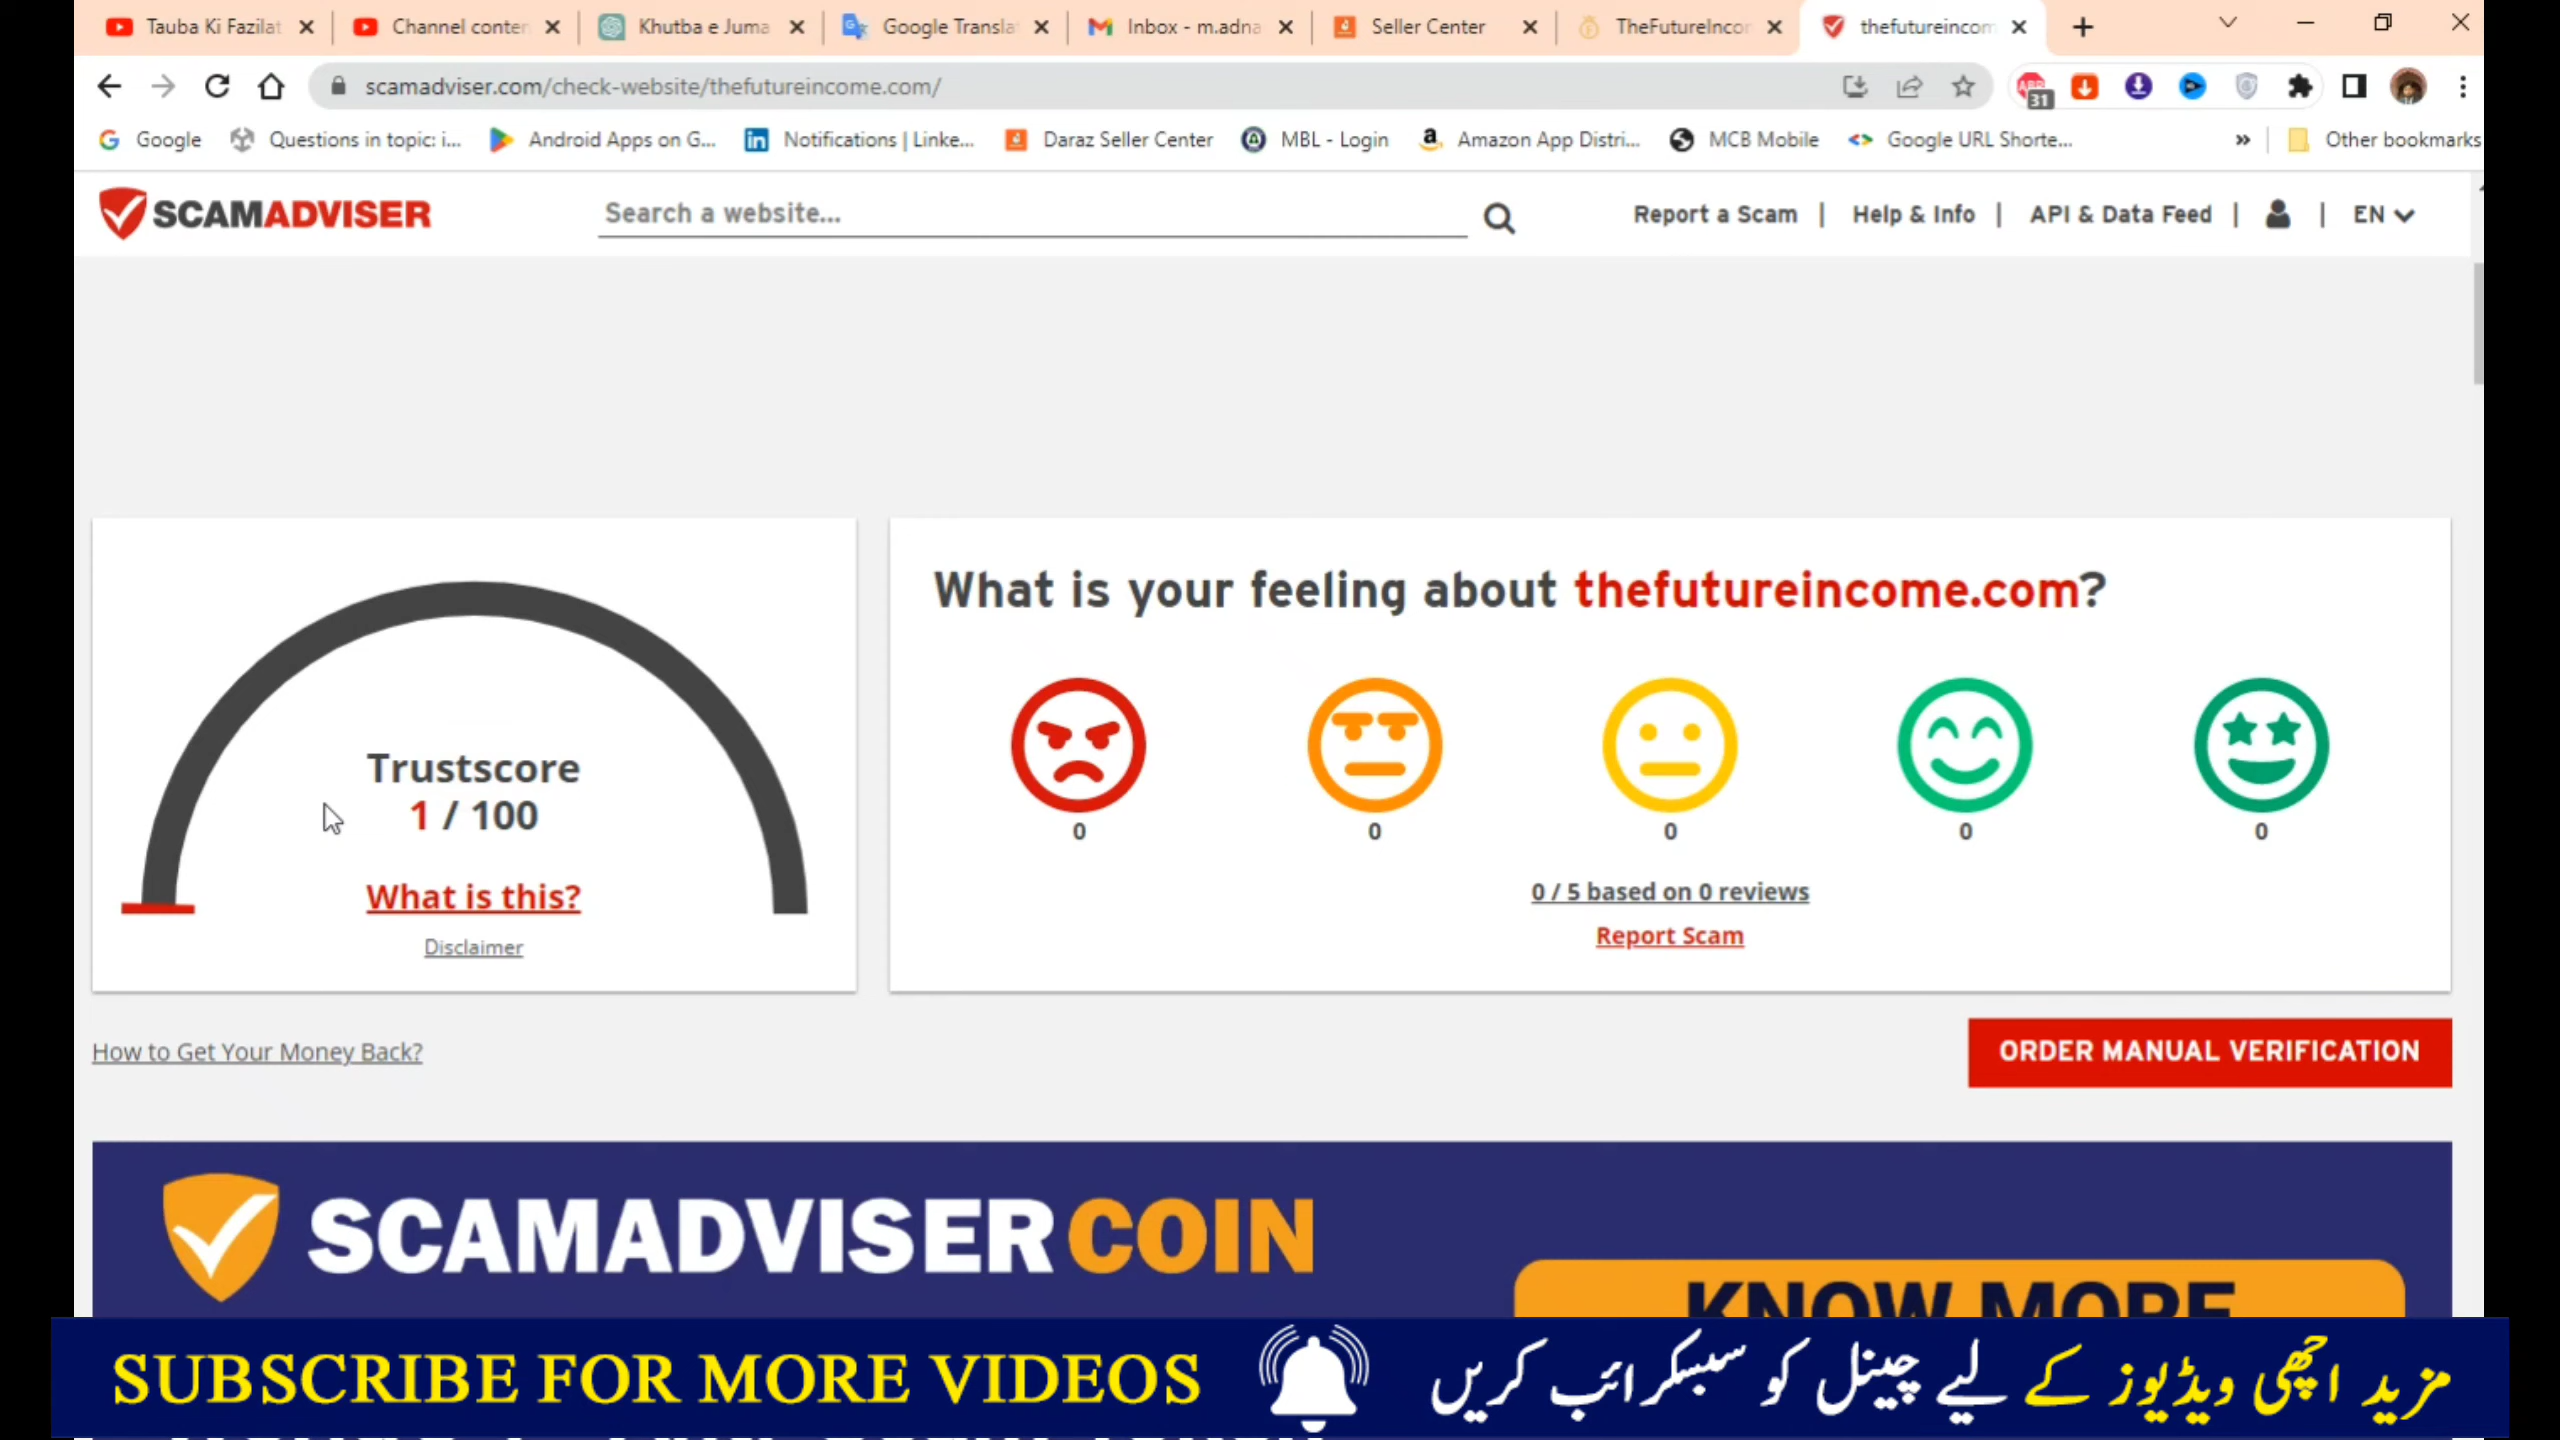 Tauba Ki Fazilat
Channel conten
Khutba e Juma
Google Transla
Inbox - m.adna
Seller Center
TheFutureIncor
thefutureincom
scamadviser.com/check-website/thefutureincome.com/
ABP
31
Google
Questions in topic: i...
Android Apps on G...
Notifications | Linke...
Daraz Seller Center
MBL - Login
Amazon App Distri...
MCB Mobile
Google URL Shorte...
»
Other bookmarks
SCAMADVISER
Search a website...
Report a Scam | Help & Info | API & Data Feed | | EN
Trustscore
1 / 100
What is this?
Disclaimer
What is your feeling about thefutureincome.com?
0 0 0 0 0
0 / 5 based on 0 reviews
Report Scam
How to Get Your Money Back?
ORDER MANUAL VERIFICATION
SCAMADVISER COIN
KNOW MORE
SUBSCRIBE FOR MORE VIDEOS
مزید اچھی ویڈیوز کے لیے چینل کو سبسکرائب کریں